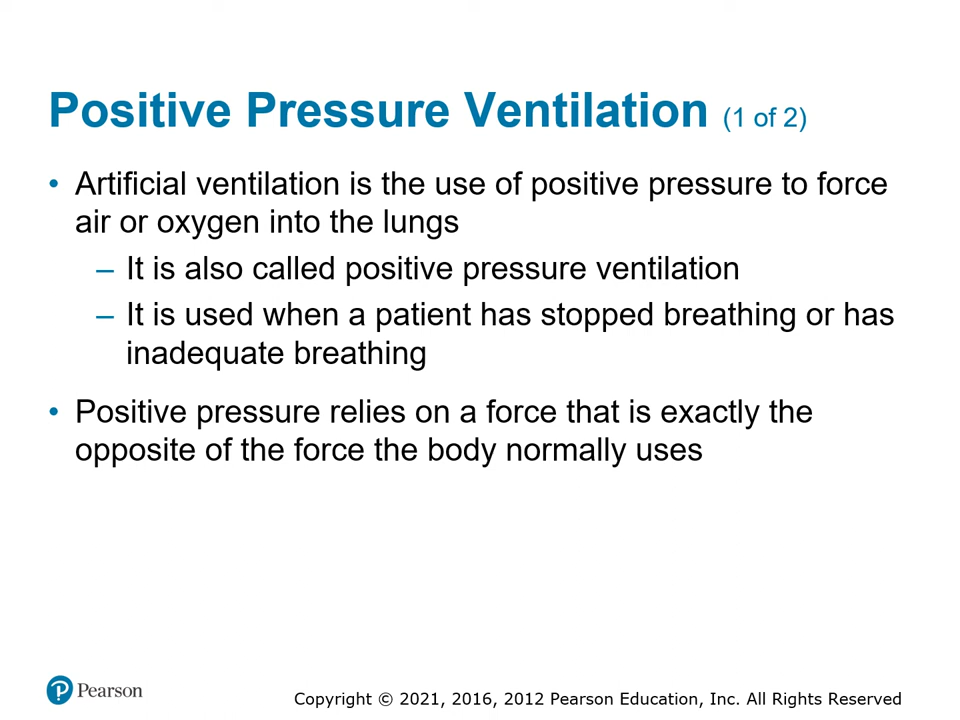 Positive Pressure Ventilation (1 of 2)
• Artificial ventilation is the use of positive pressure to force
air or oxygen into the lungs
– It is also called positive pressure ventilation
– It is used when a patient has stopped breathing or has
inadequate breathing
• Positive pressure relies on a force that is exactly the
opposite of the force the body normally uses
Pearson
Copyright © 2021, 2016, 2012 Pearson Education, Inc. All Rights Reserved